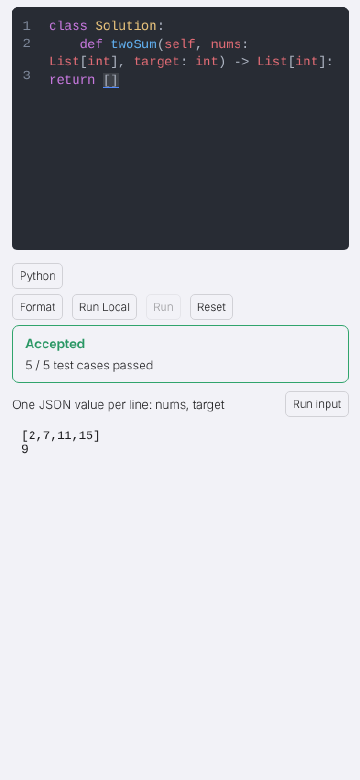 1 class Solution:
2     def twoSum(self, nums:
List[int], target: int) -> List[int]:
3 return []
Python
Format Run Local Run Reset
Accepted
5 / 5 test cases passed
One JSON value per line: nums, target Run input
[2,7,11,15]
9